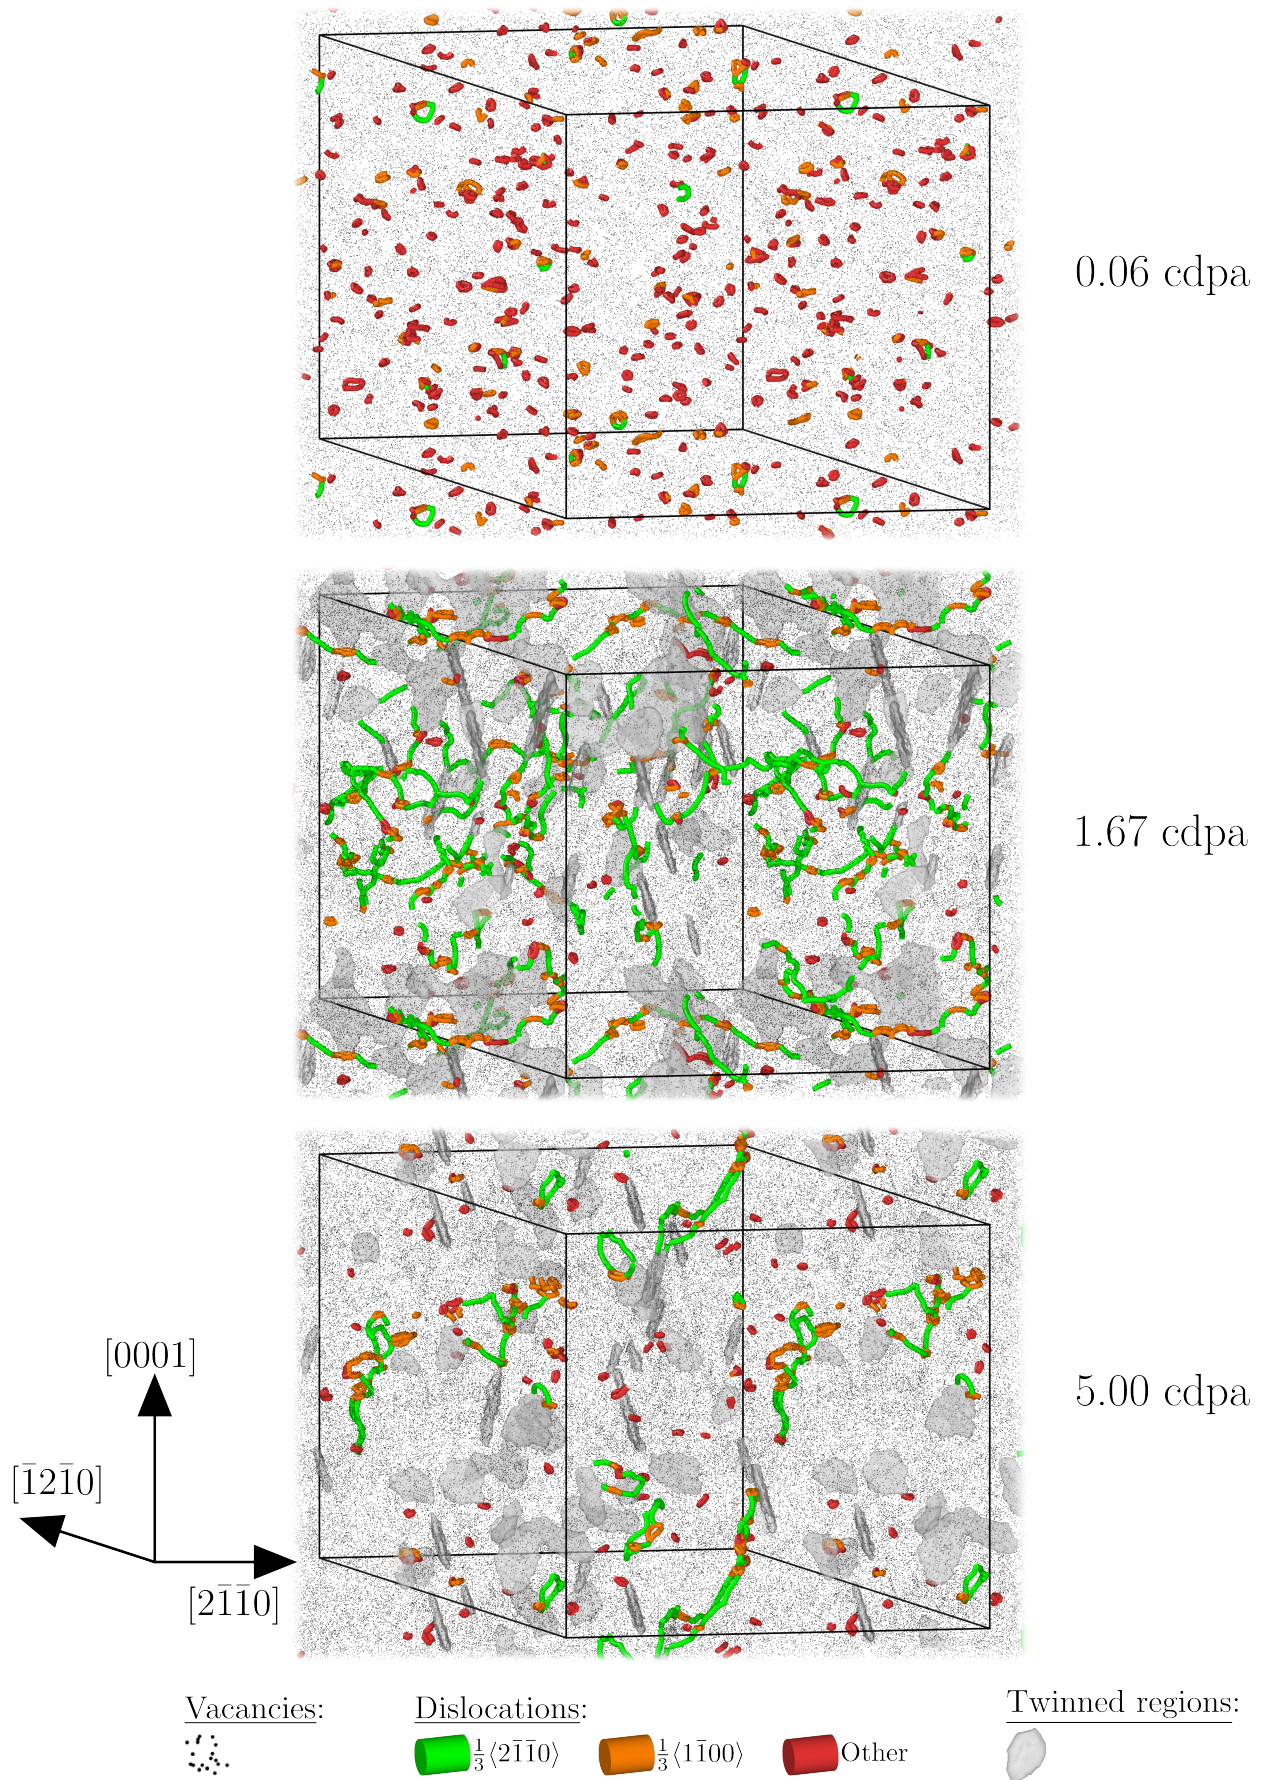 0.06 cdpa
1.67 cdpa
5.00 cdpa
[0001]
[1̄21̄0]
[21̄1̄0]
Vacancies:
Dislocations:
Twinned regions:
1/3⟨21̄1̄0⟩
1/3⟨11̄00⟩
Other